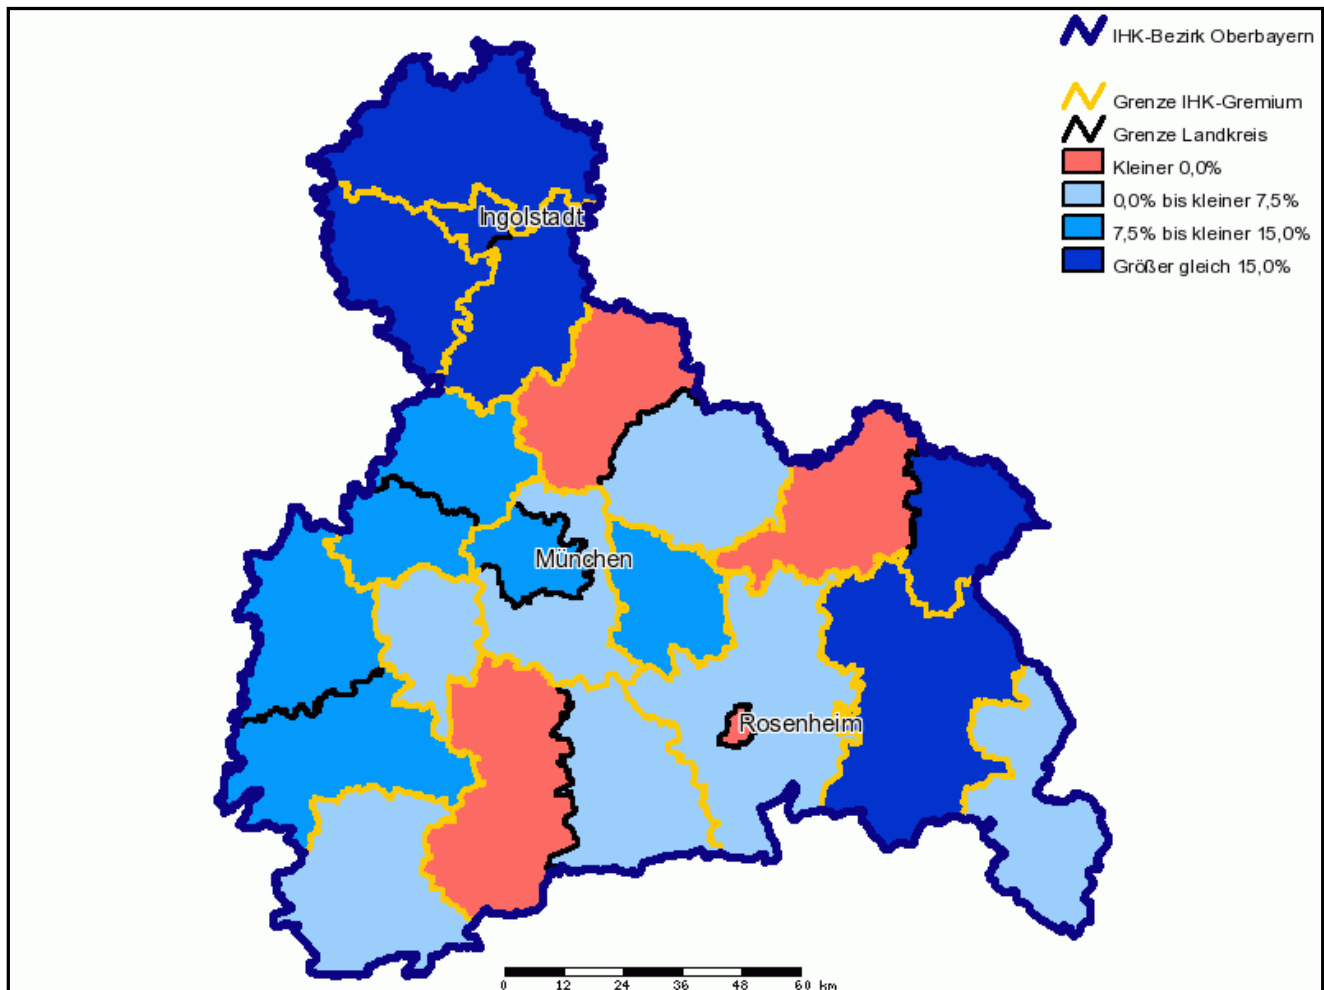 IHK-Bezirk Oberbayern
Grenze IHK-Gremium
Grenze Landkreis
Kleiner 0,0%
0,0% bis kleiner 7,5%
7,5% bis kleiner 15,0%
Größer gleich 15,0%
Ingolstadt
München
Rosenheim
0 12 24 36 48 60 km